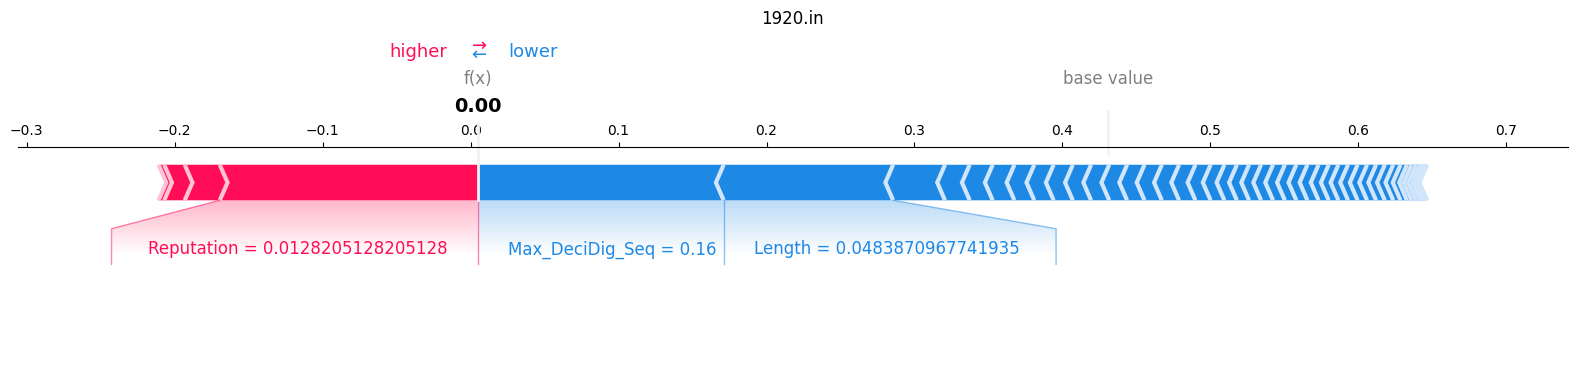 1920.in
higher ⇄ lower
f(x) base value
0.00
−0.3 −0.2 −0.1 0.0 0.1 0.2 0.3 0.4 0.5 0.6 0.7
Reputation = 0.0128205128205128 Max_DeciDig_Seq = 0.16 Length = 0.0483870967741935